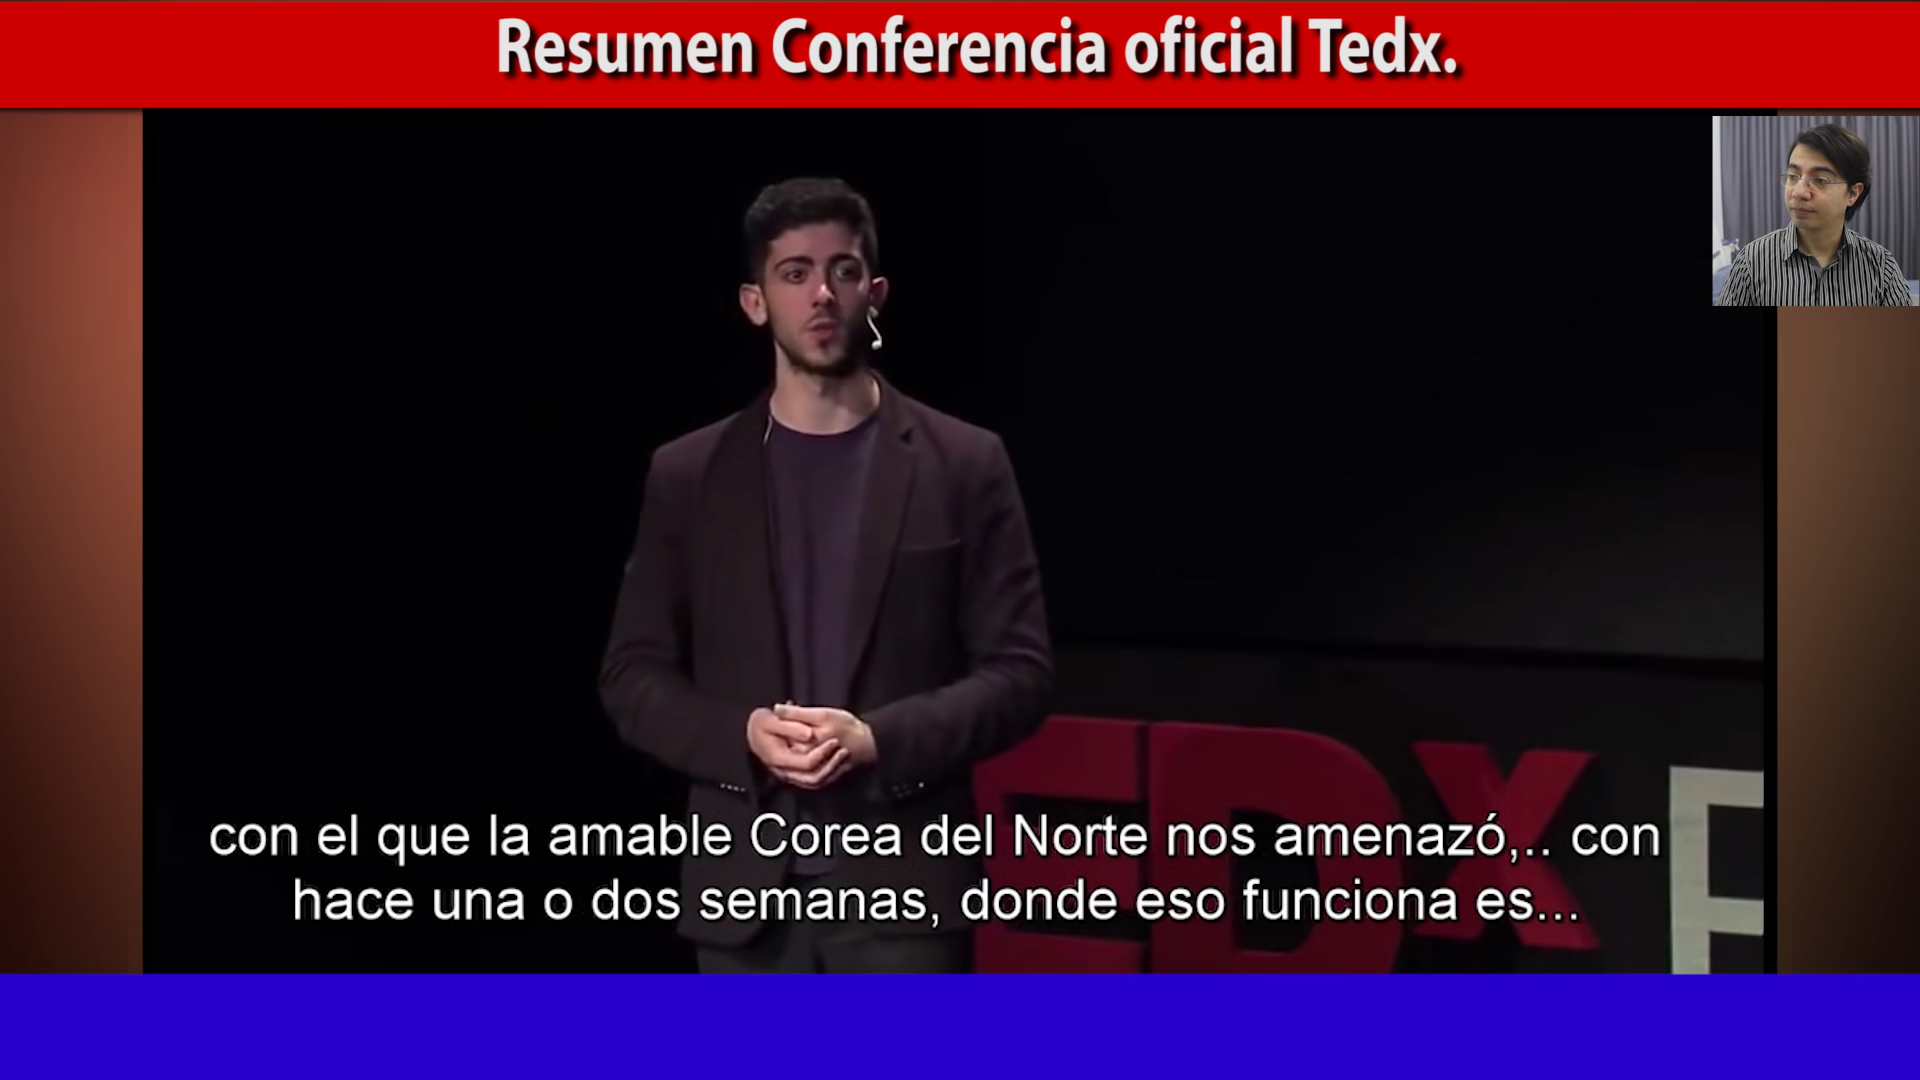 Resumen Conferencia oficial Tedx.
EDx
con el que la amable Corea del Norte nos amenazó,.. con
hace una o dos semanas, donde eso funciona es...